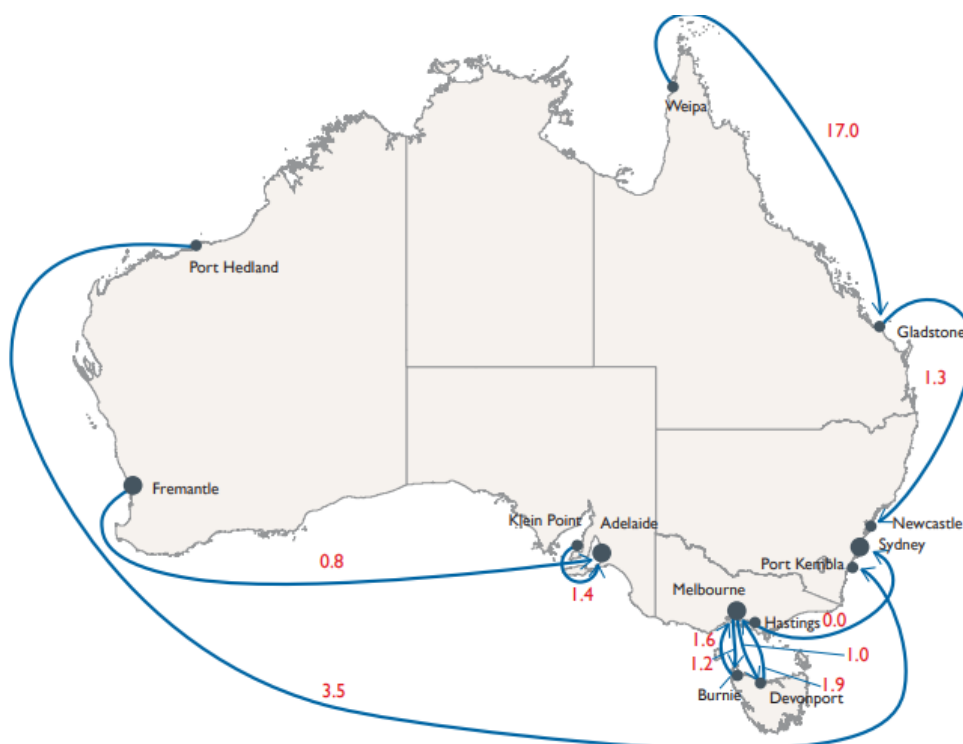 Weipa
17.0
Port Hedland
Gladstone
1.3
Fremantle
Klein Point
Adelaide
Newcastle
Sydney
0.8
Port Kembla
1.4
Melbourne
Hastings
0.0
1.6
1.0
1.2
1.9
3.5
Burnie
Devonport